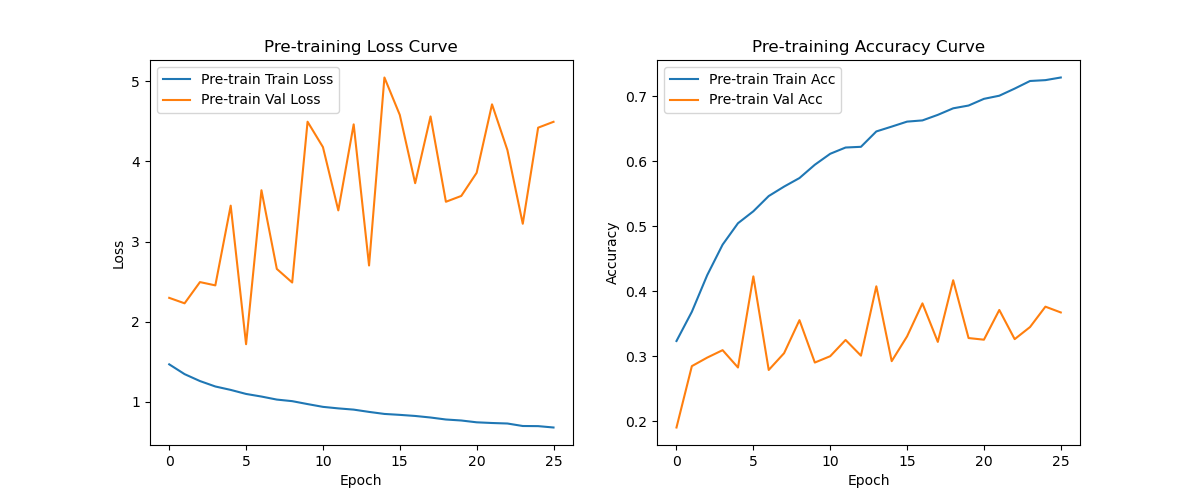 Pre-training Loss Curve
Pre-train Train Loss
Pre-train Val Loss
Loss
5
4
3
2
1
0 5 10 15 20 25
Epoch
Pre-training Accuracy Curve
Pre-train Train Acc
Pre-train Val Acc
Accuracy
0.7
0.6
0.5
0.4
0.3
0.2
0 5 10 15 20 25
Epoch